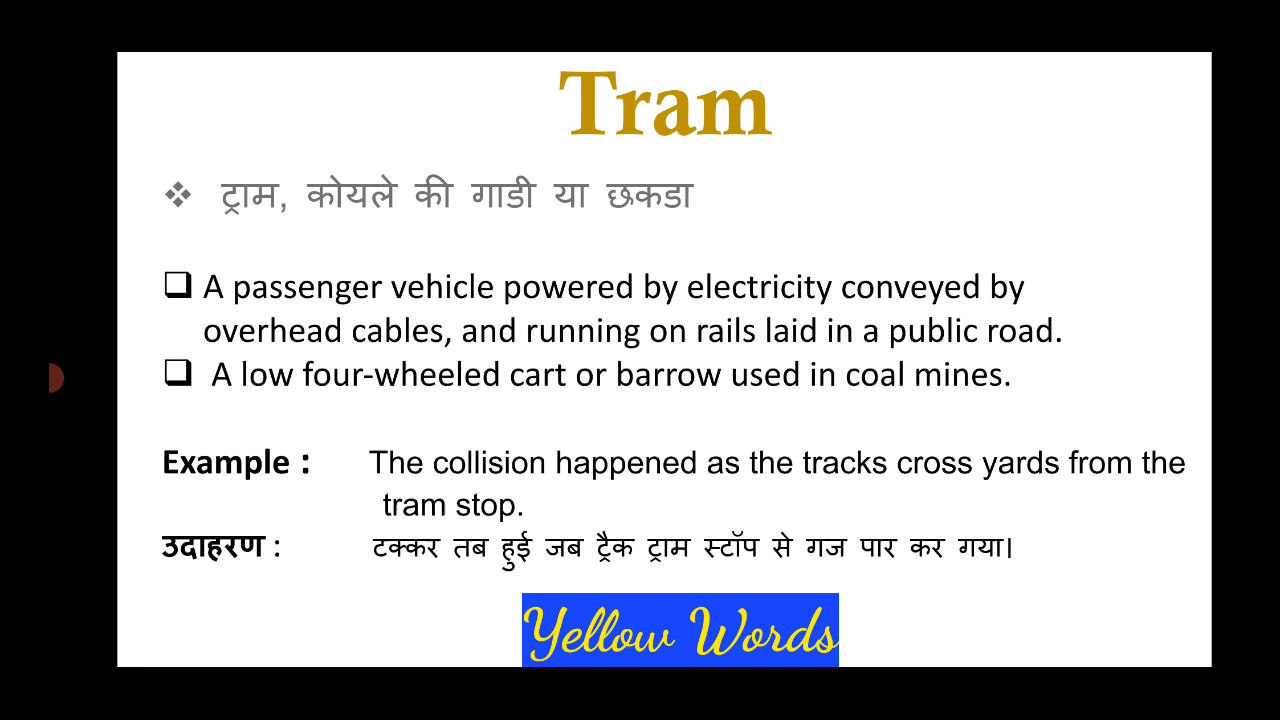 Tram
❖ ट्राम, कोयले की गाडी या छकडा
❑ A passenger vehicle powered by electricity conveyed by
overhead cables, and running on rails laid in a public road.
❑ A low four-wheeled cart or barrow used in coal mines.
Example : The collision happened as the tracks cross yards from the
tram stop.
उदाहरण : टक्कर तब हुई जब ट्रैक ट्राम स्टॉप से गज पार कर गया।
Yellow Words